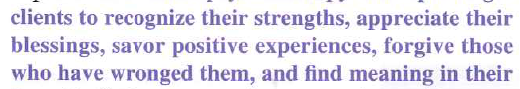 clients to recognize their strengths, appreciate their
blessings, savor positive experiences, forgive those
who have wronged them, and find meaning in their